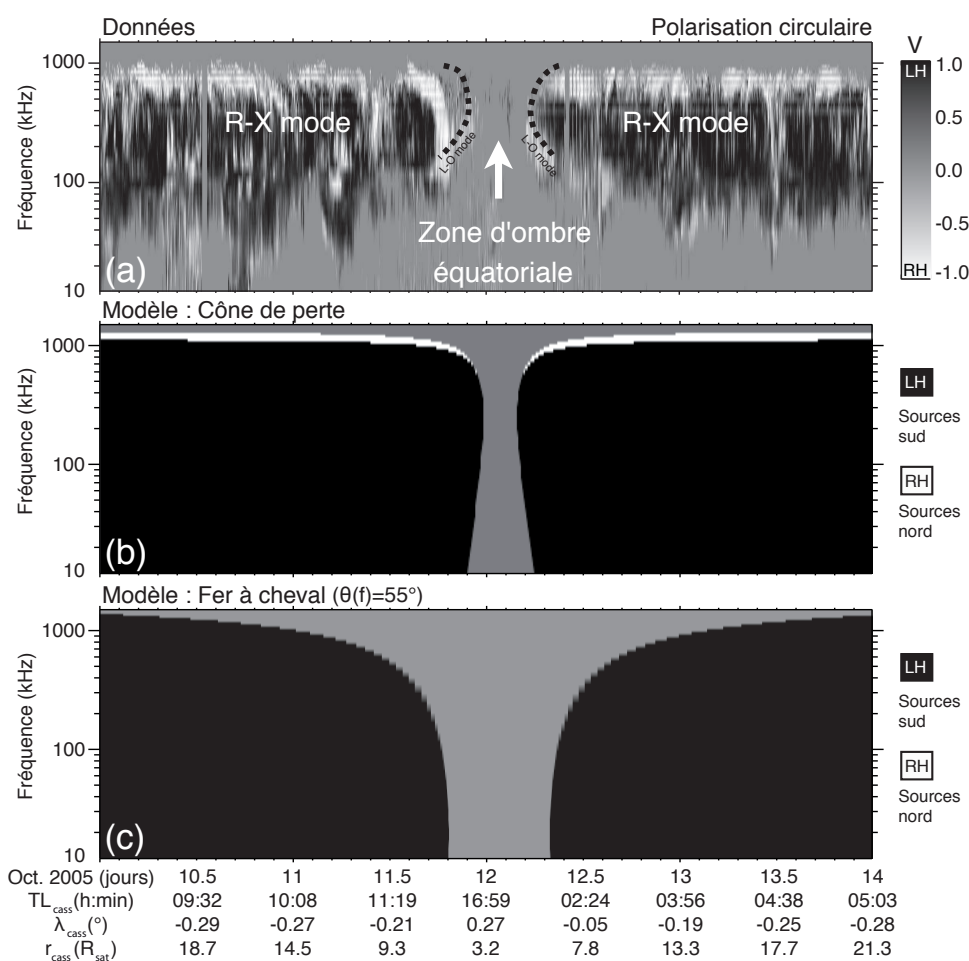 Données
Polarisation circulaire
Fréquence (kHz)
1000
100
10
R-X mode
R-X mode
L-O mode
L-O mode
Zone d'ombre
équatoriale
(a)
V
LH
1.0
0.5
0.0
-0.5
RH
-1.0
Modèle : Cône de perte
Fréquence (kHz)
1000
100
10
(b)
LH
Sources
sud
RH
Sources
nord
Modèle : Fer à cheval (θ(f)=55°)
Fréquence (kHz)
1000
100
10
(c)
LH
Sources
sud
RH
Sources
nord
Oct. 2005 (jours) 10.5 11 11.5 12 12.5 13 13.5 14
TLcass(h:min) 09:32 10:08 11:19 16:59 02:24 03:56 04:38 05:03
λcass(°) -0.29 -0.27 -0.21 0.27 -0.05 -0.19 -0.25 -0.28
rcass(Rsat) 18.7 14.5 9.3 3.2 7.8 13.3 17.7 21.3